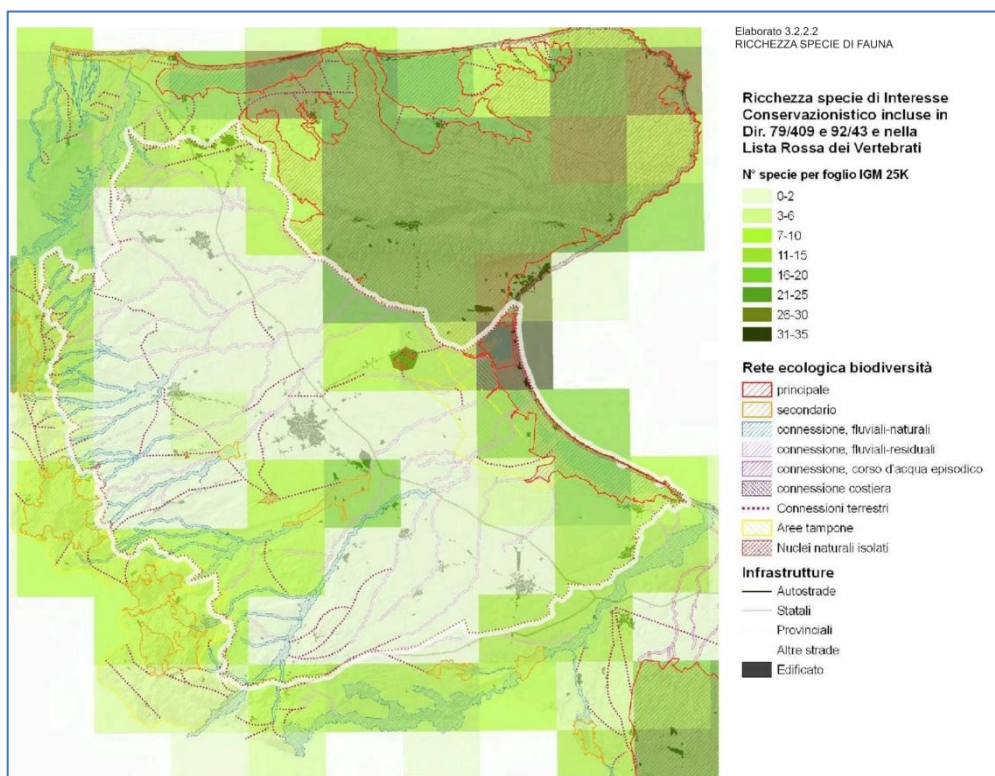 Elaborato 3.2.2.2
RICCHEZZA SPECIE DI FAUNA
Ricchezza specie di Interesse
Conservazionistico incluse in
Dir. 79/409 e 92/43 e nella
Lista Rossa dei Vertebrati
N° specie per foglio IGM 25K
0-2
3-6
7-10
11-15
16-20
21-25
26-30
31-35
Rete ecologica biodiversità
principale
secondario
connessione, fluviali-naturali
connessione, fluviali-residuali
connessione, corso d'acqua episodico
connessione costiera
Connessioni terrestri
Aree tampone
Nuclei naturali isolati
Infrastrutture
Autostrade
Statali
Provinciali
Altre strade
Edificato